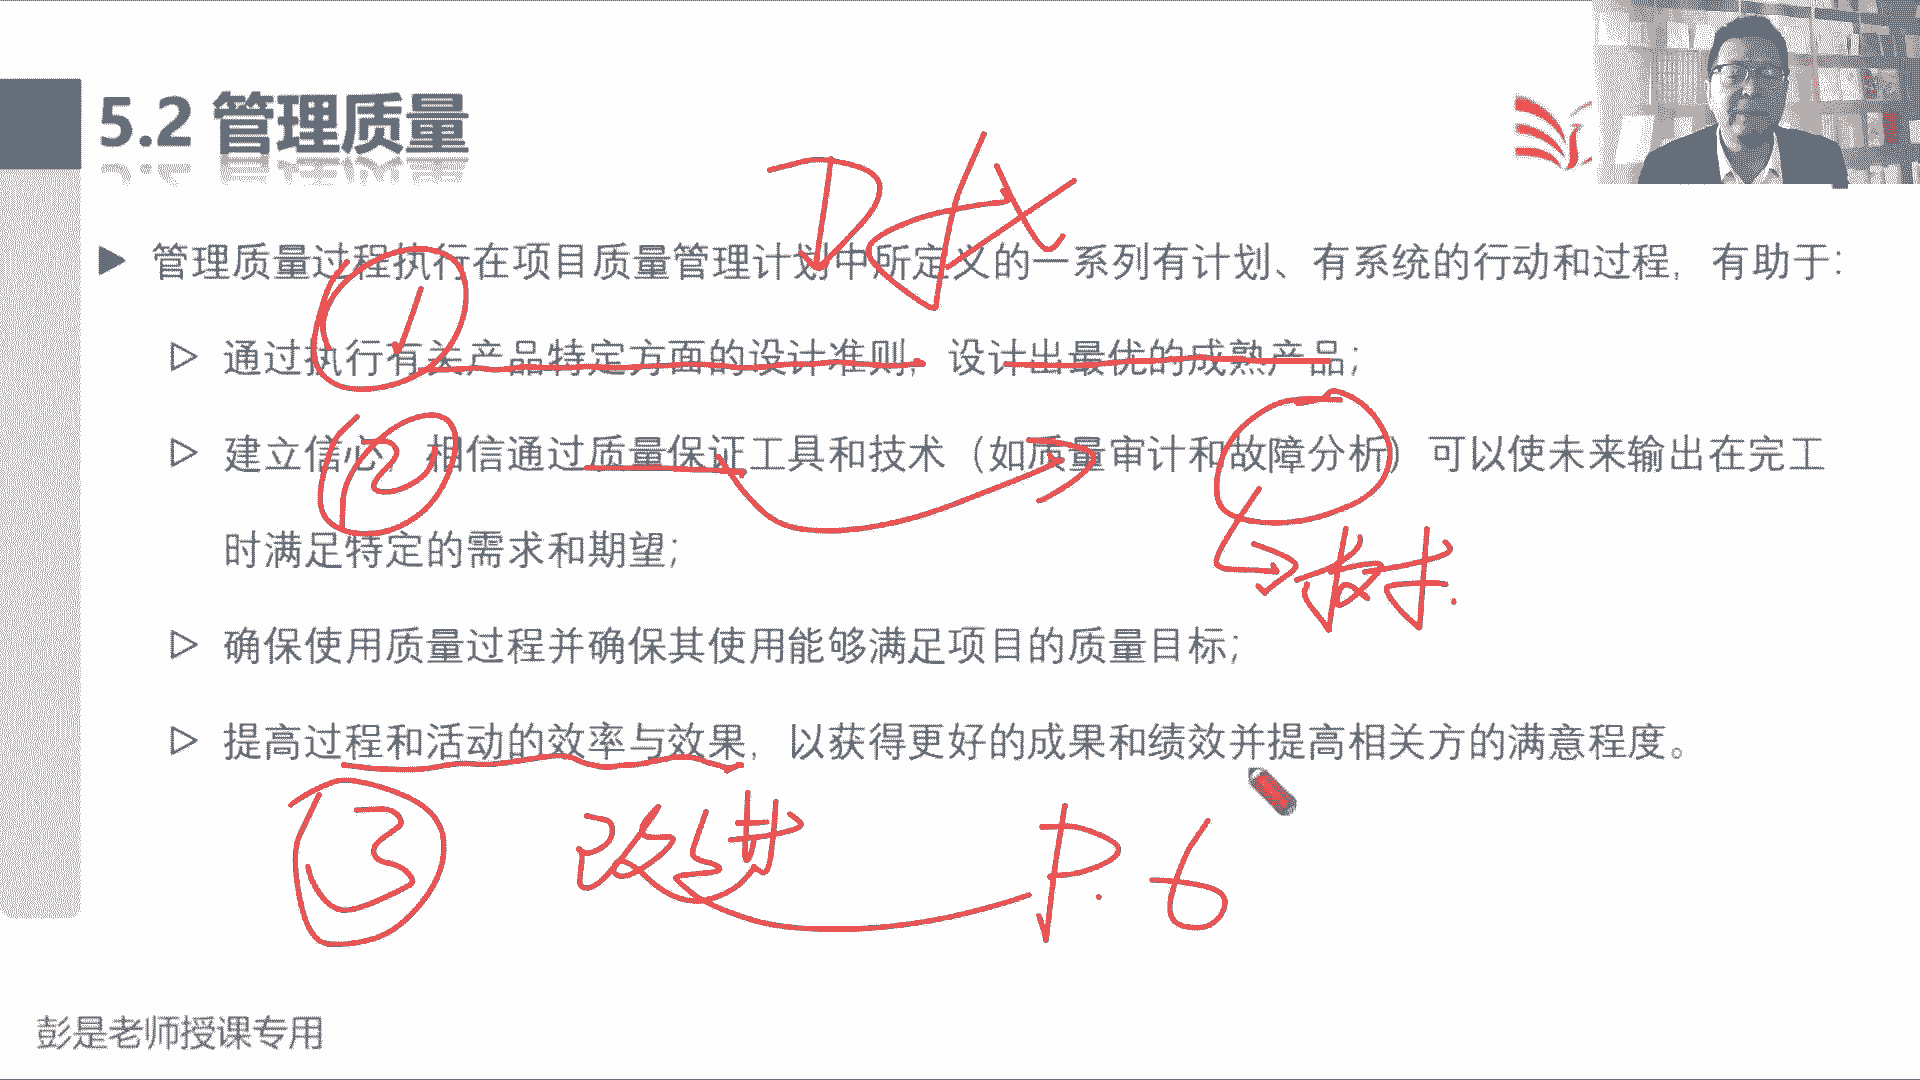 5.2 管理质量
DfX
管理质量过程执行在项目质量管理计划中所定义的一系列有计划、有系统的行动和过程，有助于：
①
通过执行有关产品特定方面的设计准则，设计出最优的成熟产品；
②
建立信心，相信通过质量保证工具和技术（如质量审计和故障分析）可以使未来输出在完工
时满足特定的需求和期望；
技术.
确保使用质量过程并确保其使用能够满足项目的质量目标；
提高过程和活动的效率与效果，以获得更好的成果和绩效并提高相关方的满意程度。
③ 改进 P. 6
彭是老师授课专用